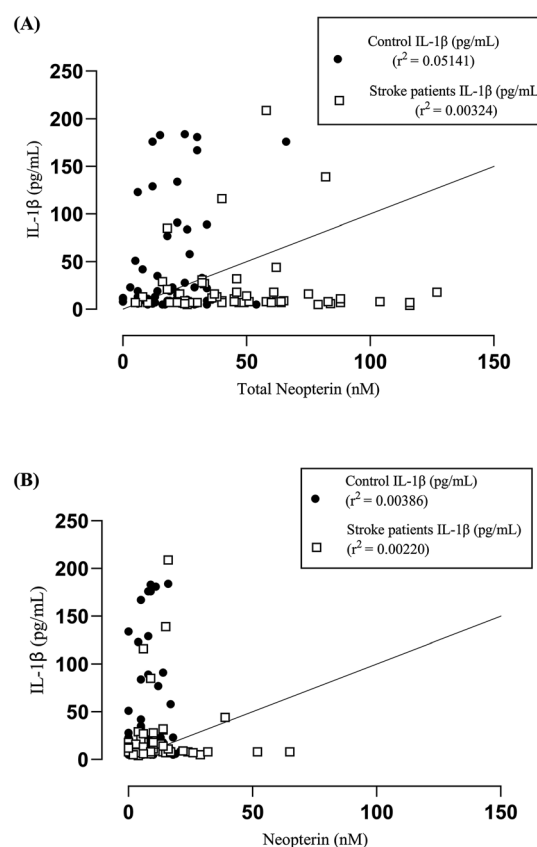 (A)
Control IL-1β (pg/mL)
(r² = 0.05141)
Stroke patients IL-1β (pg/mL)
(r² = 0.00324)
IL-1β (pg/mL)
250
200
150
100
50
0
0 50 100 150
Total Neopterin (nM)
(B)
Control IL-1β (pg/mL)
(r² = 0.00386)
Stroke patients IL-1β (pg/mL)
(r² = 0.00220)
IL-1β (pg/mL)
250
200
150
100
50
0
0 50 100 150
Neopterin (nM)